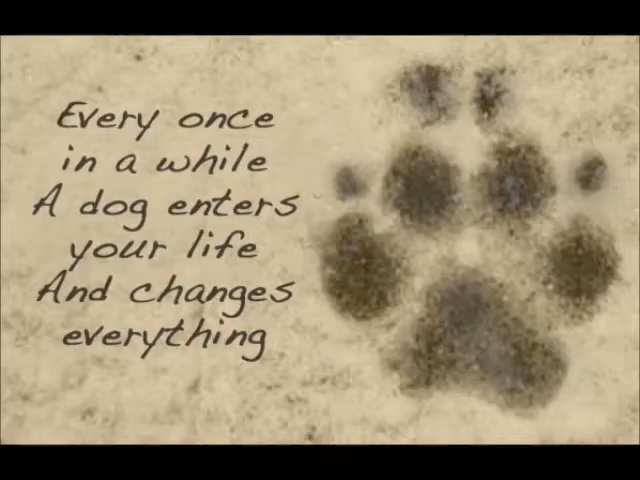 Every once
in a while
A dog enters
your life
And changes
everything